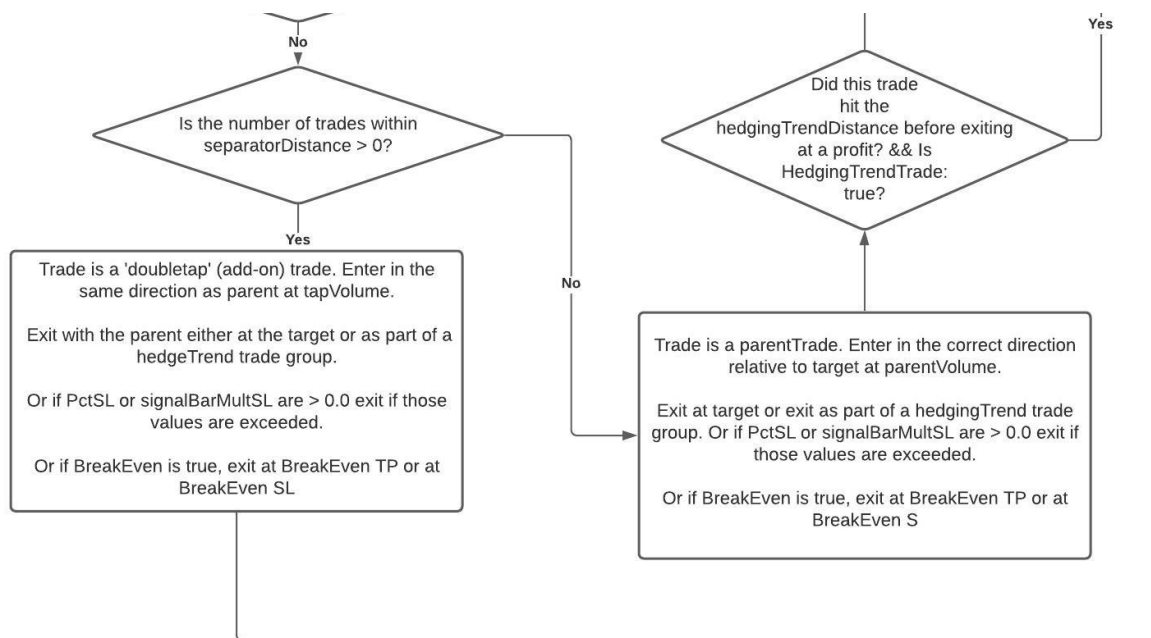 No
Is the number of trades within
separatorDistance > 0?
Yes
Trade is a 'doubletap' (add-on) trade. Enter in the
same direction as parent at tapVolume.
Exit with the parent either at the target or as part of a
hedgeTrend trade group.
Or if PctSL or signalBarMultSL are > 0.0 exit if those
values are exceeded.
Or if BreakEven is true, exit at BreakEven TP or at
BreakEven SL
No
Yes
Did this trade
hit the
hedgingTrendDistance before exiting
at a profit? && Is
HedgingTrendTrade:
true?
Trade is a parentTrade. Enter in the correct direction
relative to target at parentVolume.
Exit at target or exit as part of a hedgingTrend trade
group. Or if PctSL or signalBarMultSL are > 0.0 exit if
those values are exceeded.
Or if BreakEven is true, exit at BreakEven TP or at
BreakEven S